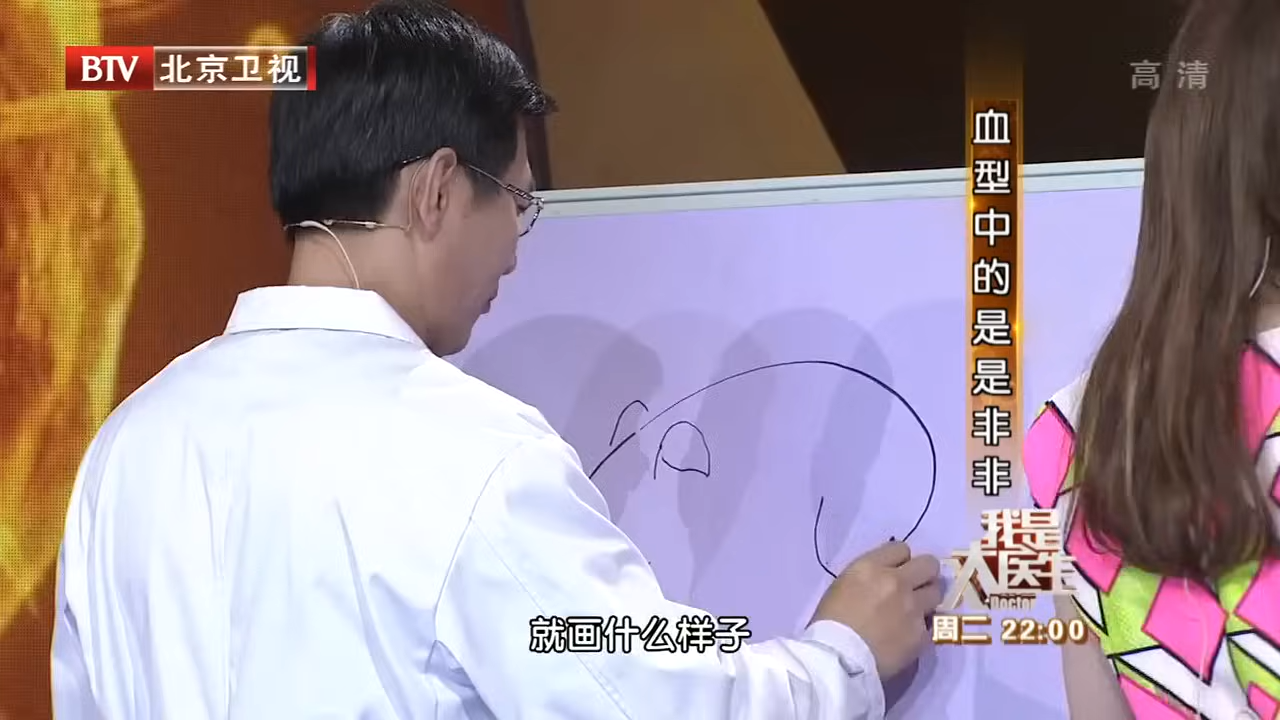 BTV 北京卫视
高清
血型中的是是非非
我是大医生
Doctor
周二 22:00
就画什么样子